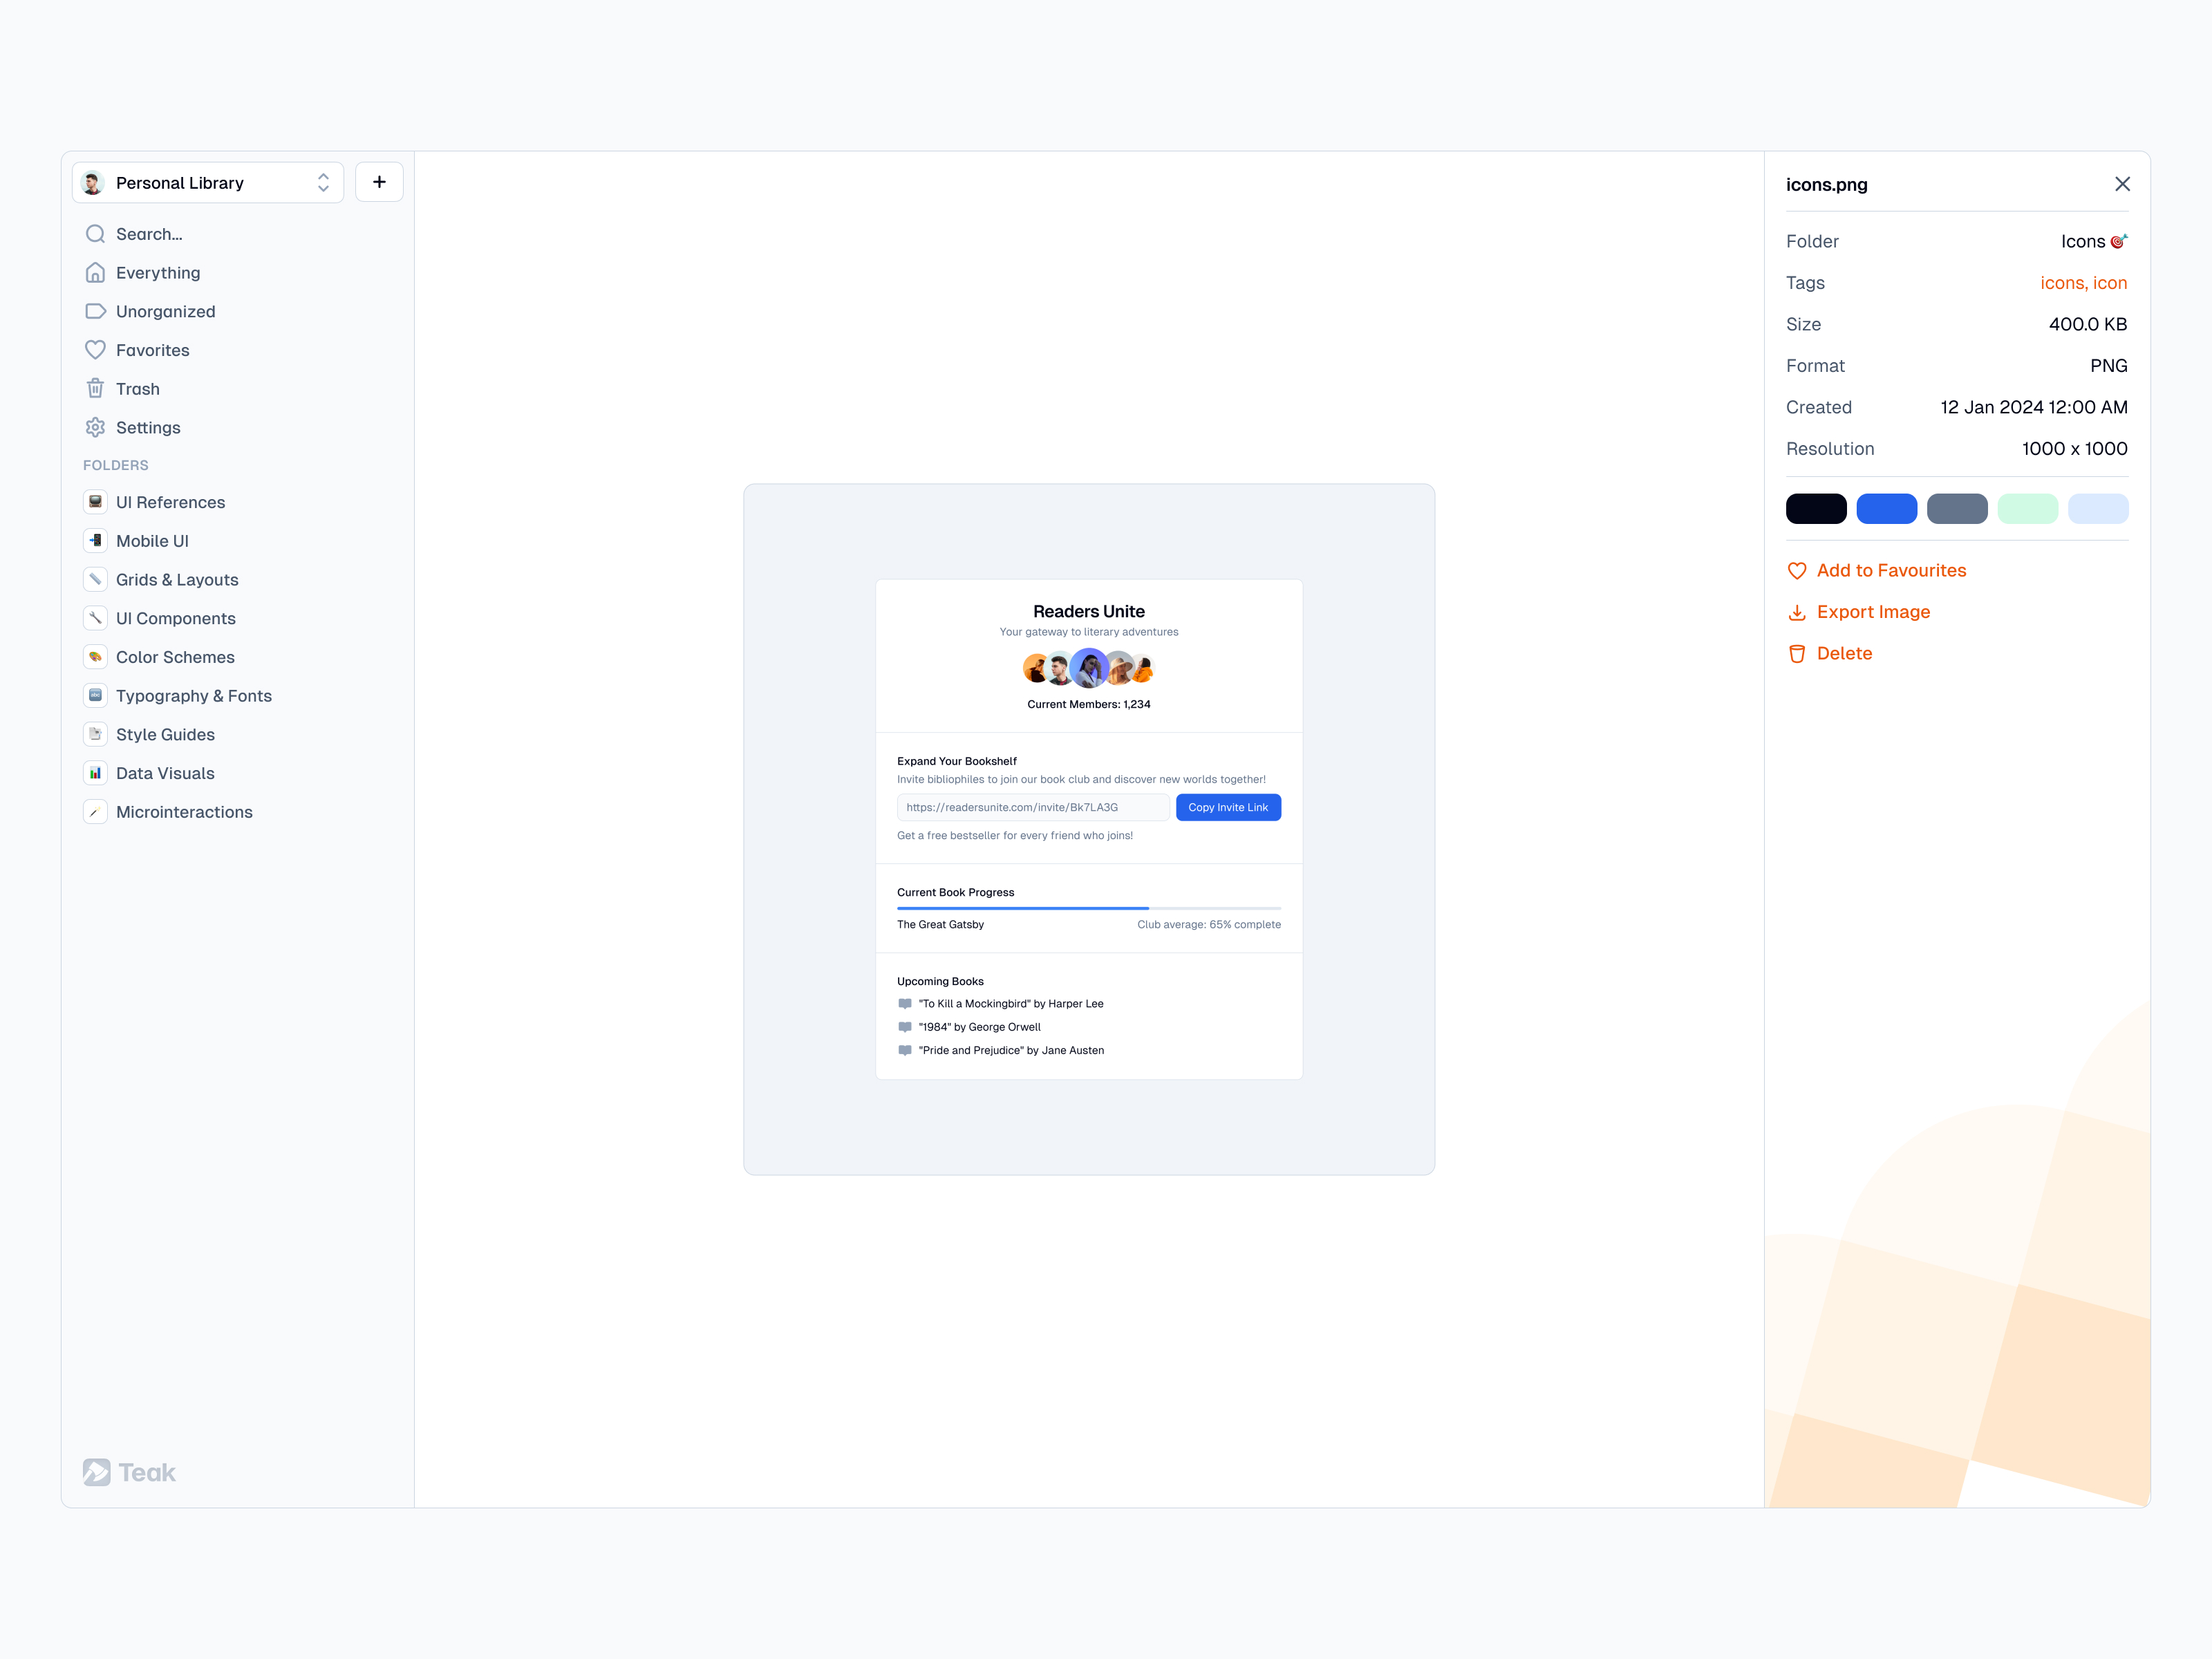 Personal Library
Search...
Everything
Unorganized
Favorites
Trash
Settings
FOLDERS
UI References
Mobile UI
Grids & Layouts
UI Components
Color Schemes
Typography & Fonts
Style Guides
Data Visuals
Microinteractions
Teak
Readers Unite
Your gateway to literary adventures
Current Members: 1,234
Expand Your Bookshelf
Invite bibliophiles to join our book club and discover new worlds together!
https://readersunite.com/invite/Bk7LA3G Copy Invite Link
Get a free bestseller for every friend who joins!
Current Book Progress
The Great Gatsby Club average: 65% complete
Upcoming Books
"To Kill a Mockingbird" by Harper Lee
"1984" by George Orwell
"Pride and Prejudice" by Jane Austen
icons.png
Folder Icons 🎯
Tags icons, icon
Size 400.0 KB
Format PNG
Created 12 Jan 2024 12:00 AM
Resolution 1000 x 1000
Add to Favourites
Export Image
Delete